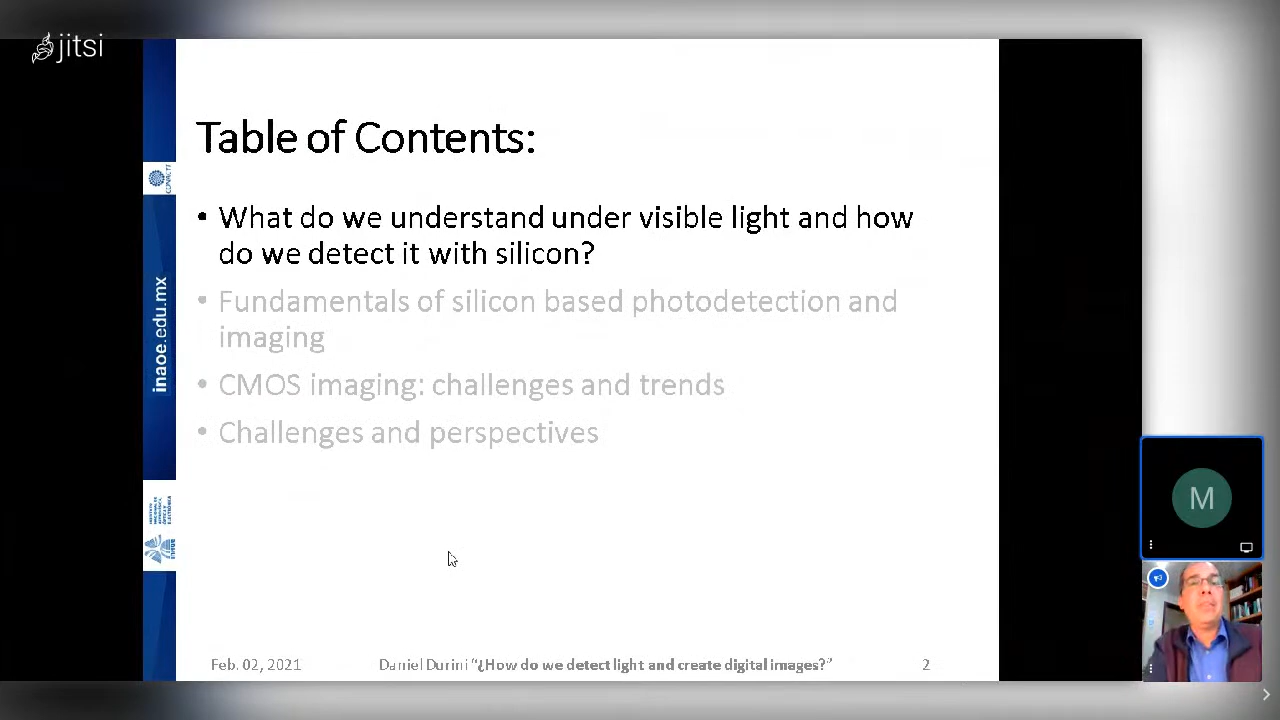 jitsi
Table of Contents:
• What do we understand under visible light and how
do we detect it with silicon?
• Fundamentals of silicon based photodetection and
imaging
• CMOS imaging: challenges and trends
• Challenges and perspectives
inaoe.edu.mx
M
Feb. 02, 2021
Daniel Durini “¿How do we detect light and create digital images?”
2